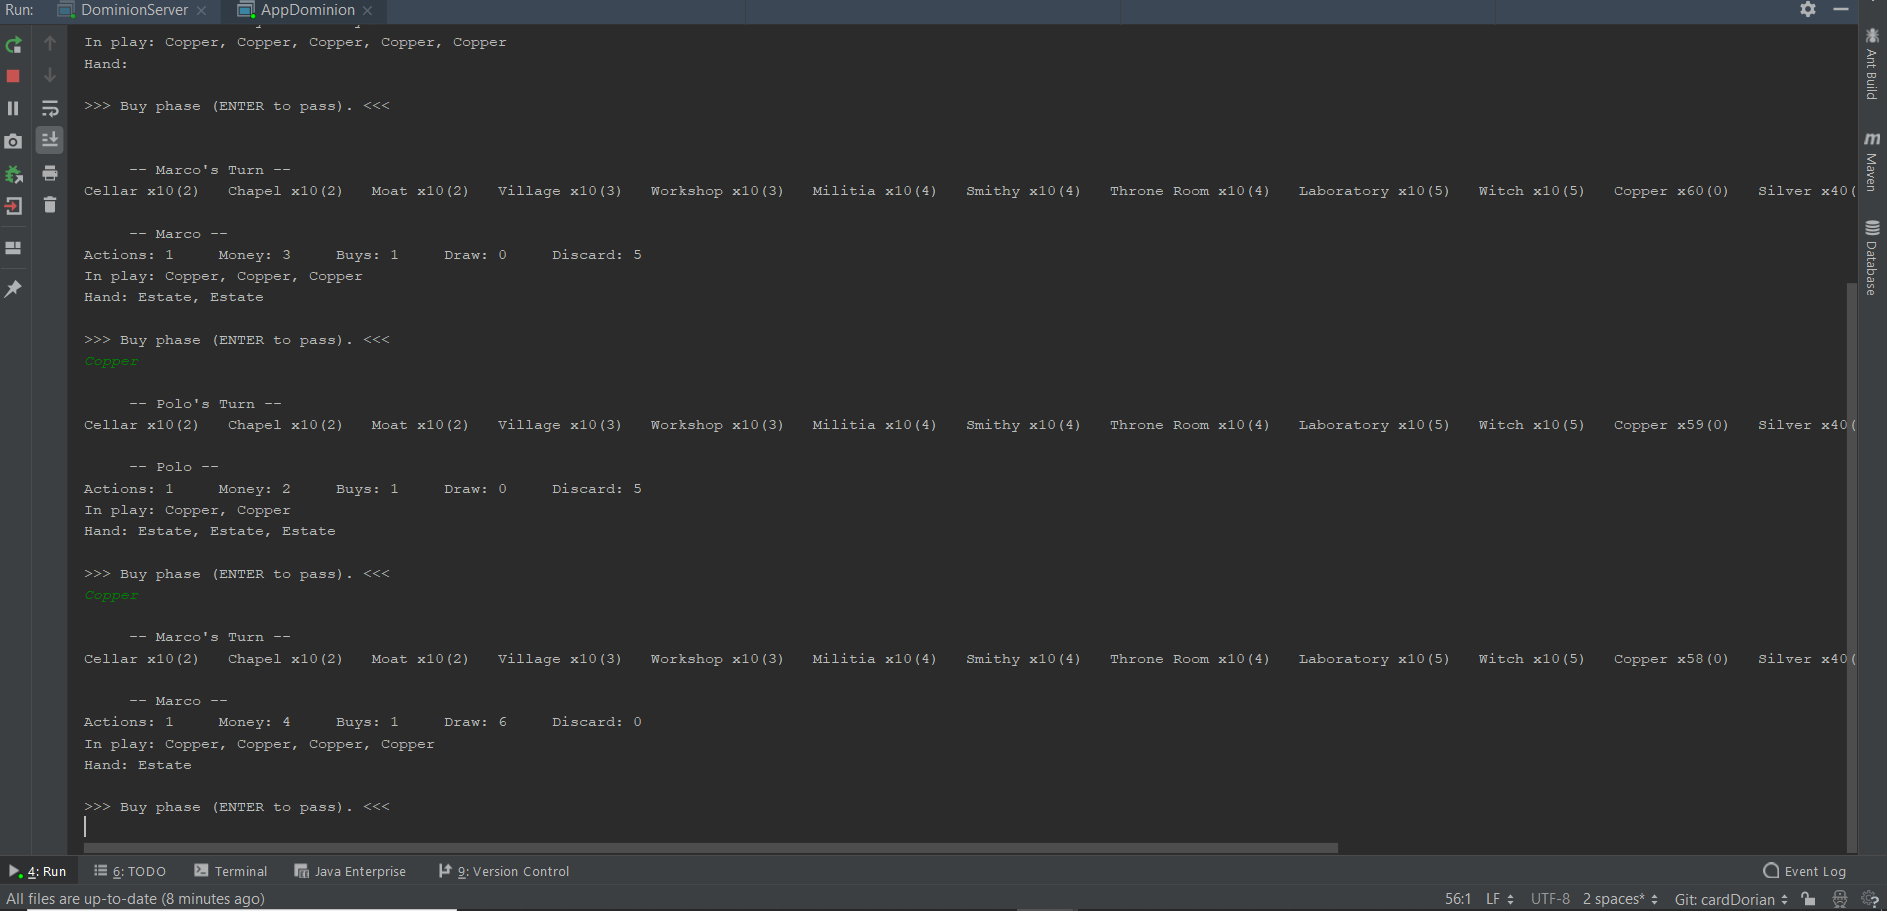 Run: DominionServer AppDominion
In play: Copper, Copper, Copper, Copper, Copper
Hand:
>>> Buy phase (ENTER to pass). <<<
-- Marco's Turn --
Cellar x10(2) Chapel x10(2) Moat x10(2) Village x10(3) Workshop x10(3) Militia x10(4) Smithy x10(4) Throne Room x10(4) Laboratory x10(5) Witch x10(5) Copper x60(0) Silver x40(
-- Marco --
Actions: 1 Money: 3 Buys: 1 Draw: 0 Discard: 5
In play: Copper, Copper, Copper
Hand: Estate, Estate
>>> Buy phase (ENTER to pass). <<<
Copper
-- Polo's Turn --
Cellar x10(2) Chapel x10(2) Moat x10(2) Village x10(3) Workshop x10(3) Militia x10(4) Smithy x10(4) Throne Room x10(4) Laboratory x10(5) Witch x10(5) Copper x59(0) Silver x40(
-- Polo --
Actions: 1 Money: 2 Buys: 1 Draw: 0 Discard: 5
In play: Copper, Copper
Hand: Estate, Estate, Estate
>>> Buy phase (ENTER to pass). <<<
Copper
-- Marco's Turn --
Cellar x10(2) Chapel x10(2) Moat x10(2) Village x10(3) Workshop x10(3) Militia x10(4) Smithy x10(4) Throne Room x10(4) Laboratory x10(5) Witch x10(5) Copper x58(0) Silver x40(
-- Marco --
Actions: 1 Money: 4 Buys: 1 Draw: 6 Discard: 0
In play: Copper, Copper, Copper, Copper
Hand: Estate
>>> Buy phase (ENTER to pass). <<<
Ant Build
Maven
Database
4: Run 6: TODO Terminal Java Enterprise 9: Version Control Event Log
All files are up-to-date (8 minutes ago) 56:1 LF UTF-8 2 spaces* Git: cardDorian